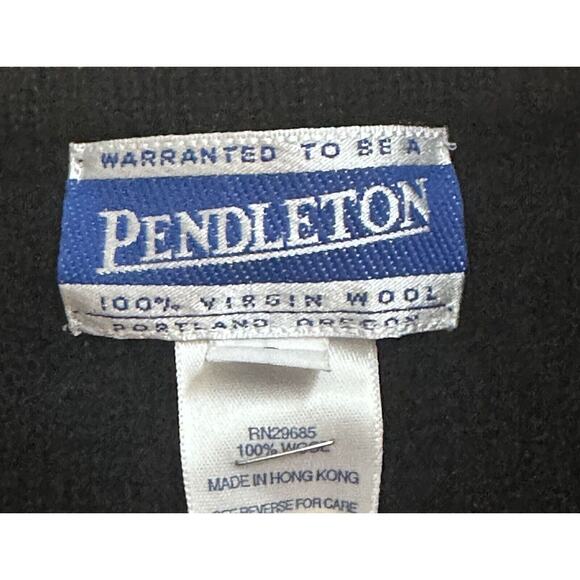 WARRANTED TO BE A
PENDLETON
100% VIRGIN WOOL
PORTLAND, OREGON
RN29685
100% WOOL
MADE IN HONG KONG
SEE REVERSE FOR CARE